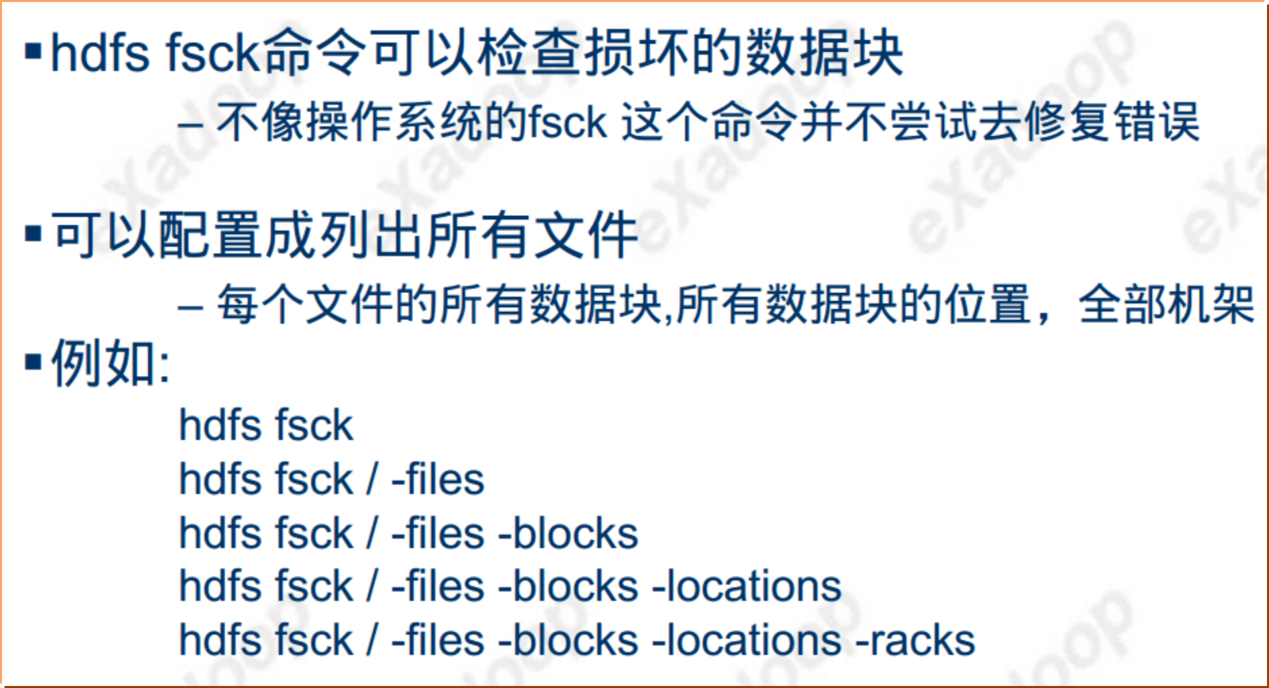 ▪hdfs fsck命令可以检查损坏的数据块
– 不像操作系统的fsck 这个命令并不尝试去修复错误
▪可以配置成列出所有文件
– 每个文件的所有数据块,所有数据块的位置，全部机架
▪例如:
hdfs fsck
hdfs fsck / -files
hdfs fsck / -files -blocks
hdfs fsck / -files -blocks -locations
hdfs fsck / -files -blocks -locations -racks
eXadoop
eXadoop
eXadoop
eXadoop